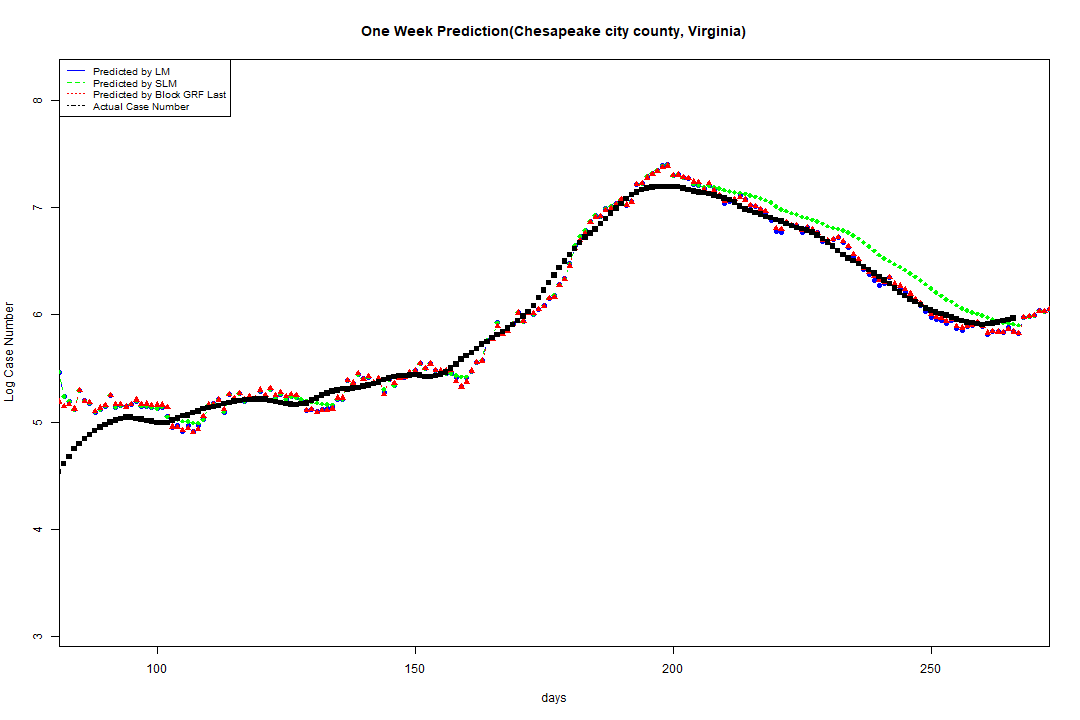 One Week Prediction(Chesapeake city county, Virginia)
Predicted by LM
Predicted by SLM
Predicted by Block GRF Last
Actual Case Number
8
7
6
5
4
3
Log Case Number
100 150 200 250
days